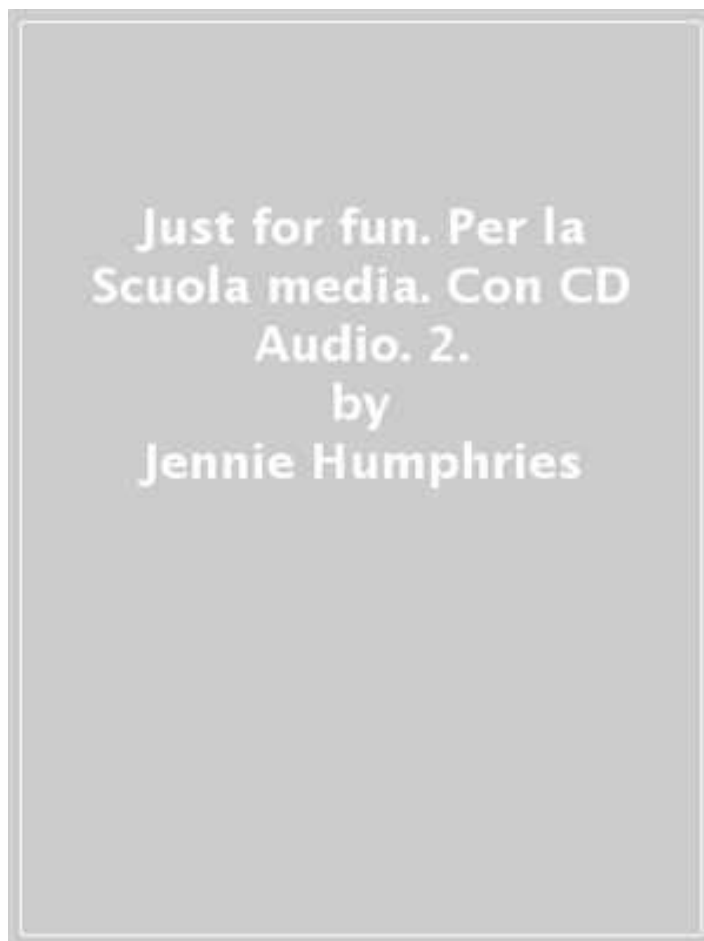 Just for fun. Per la
Scuola media. Con CD
Audio. 2.
by
Jennie Humphries